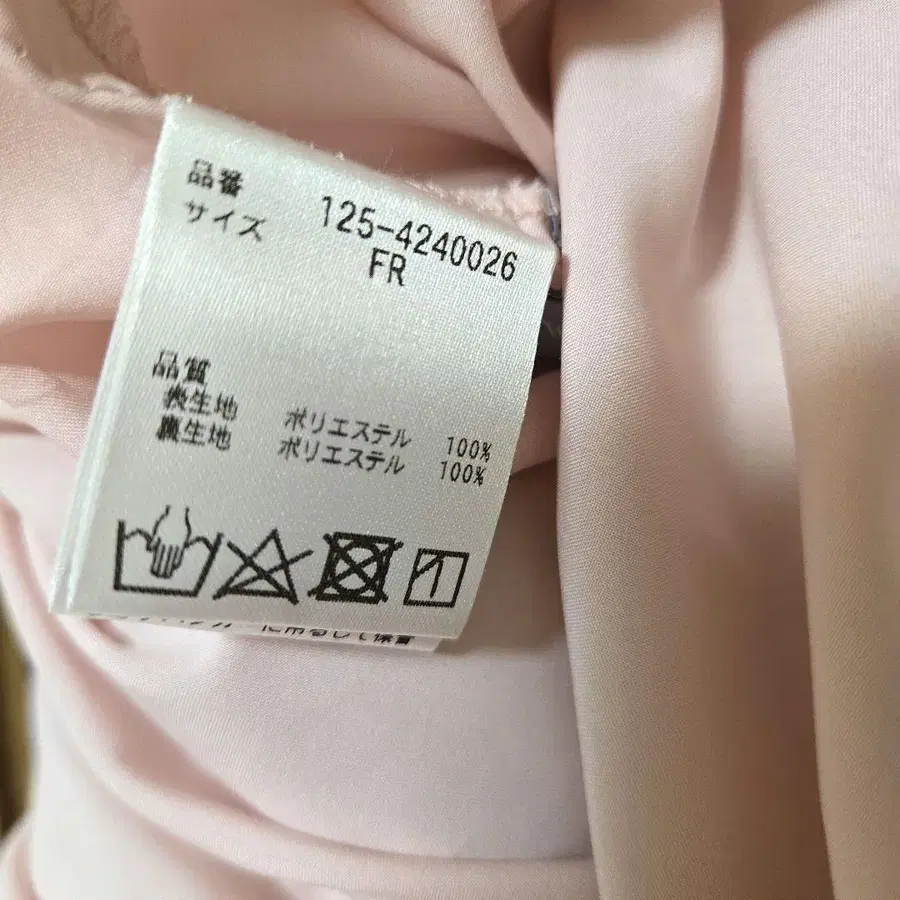 品番 125-4240026
サイズ FR
品質
表生地 ポリエステル 100%
裏生地 ポリエステル 100%